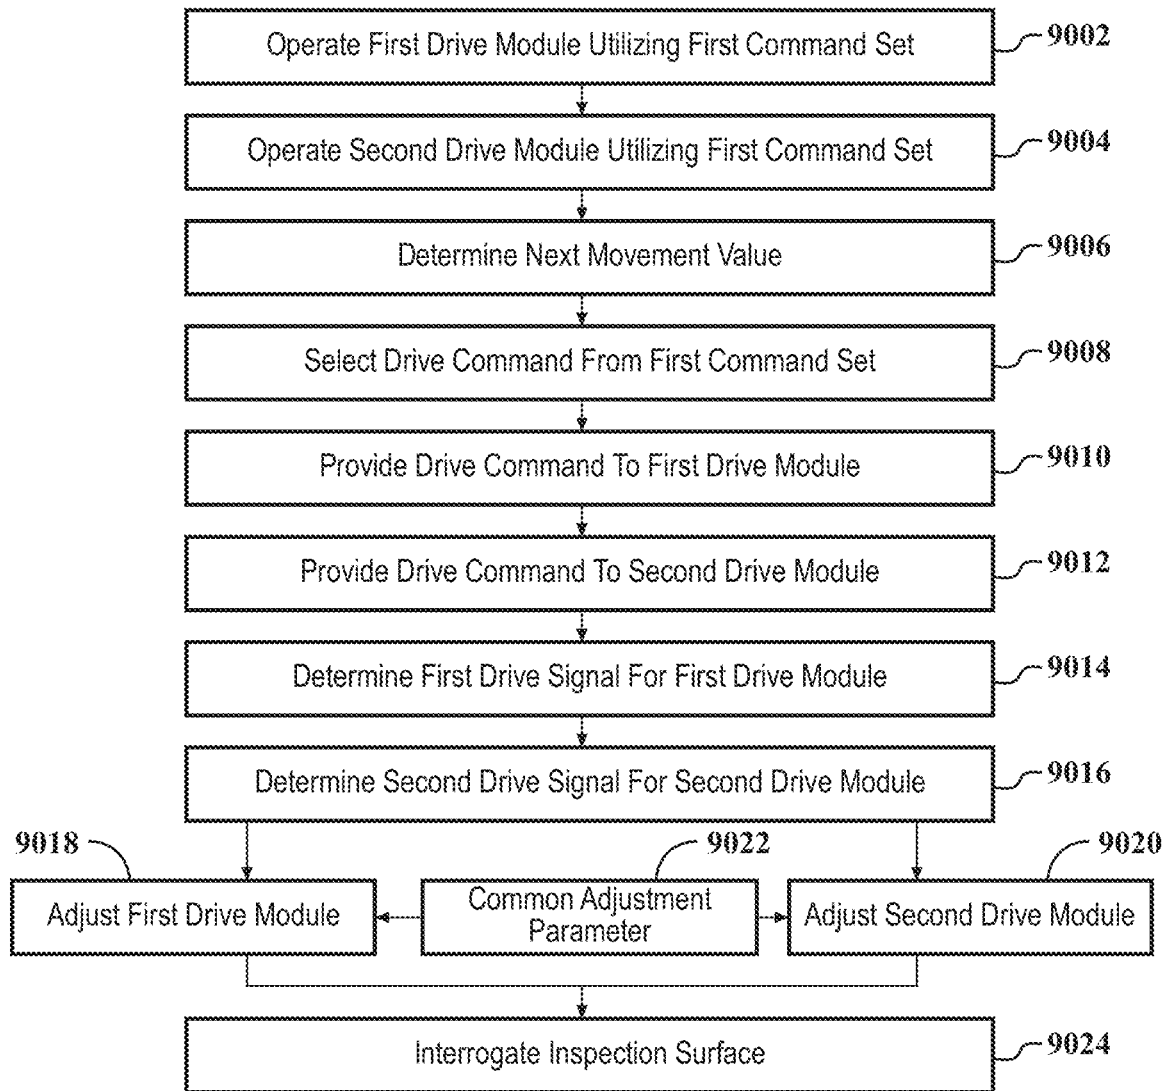 Operate First Drive Module Utilizing First Command Set
9002
Operate Second Drive Module Utilizing First Command Set
9004
Determine Next Movement Value
9006
Select Drive Command From First Command Set
9008
Provide Drive Command To First Drive Module
9010
Provide Drive Command To Second Drive Module
9012
Determine First Drive Signal For First Drive Module
9014
Determine Second Drive Signal For Second Drive Module
9016
9018
9022
9020
Adjust First Drive Module
Common Adjustment
Parameter
Adjust Second Drive Module
Interrogate Inspection Surface
9024